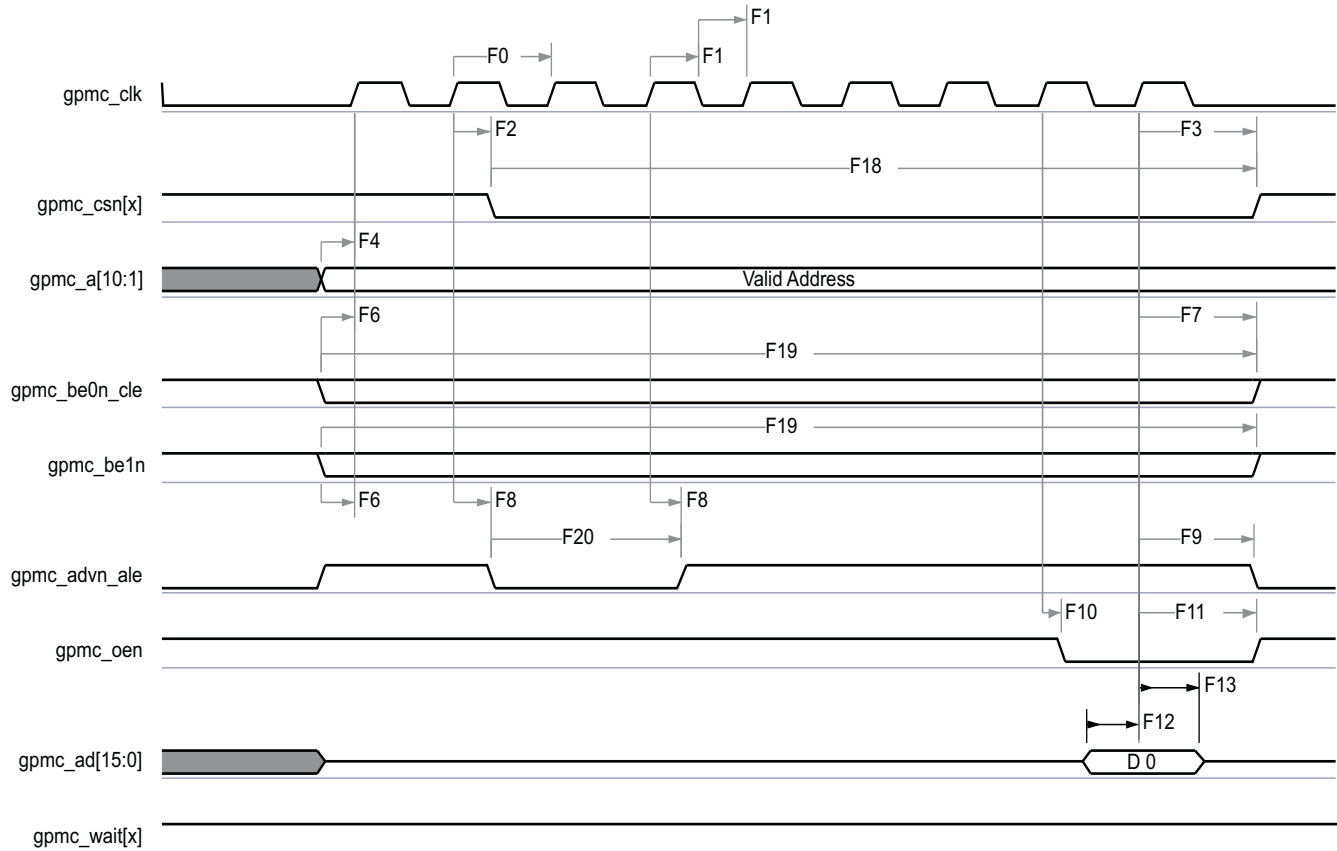 F1
F0 F1
gpmc_clk
F2 F3
F18
gpmc_csn[x]
F4
gpmc_a[10:1] Valid Address
F6 F7
F19
gpmc_be0n_cle
F19
gpmc_be1n
F6 F8 F8
F20 F9
gpmc_advn_ale
F10 F11
gpmc_oen
F13
F12
gpmc_ad[15:0] D 0
gpmc_wait[x]